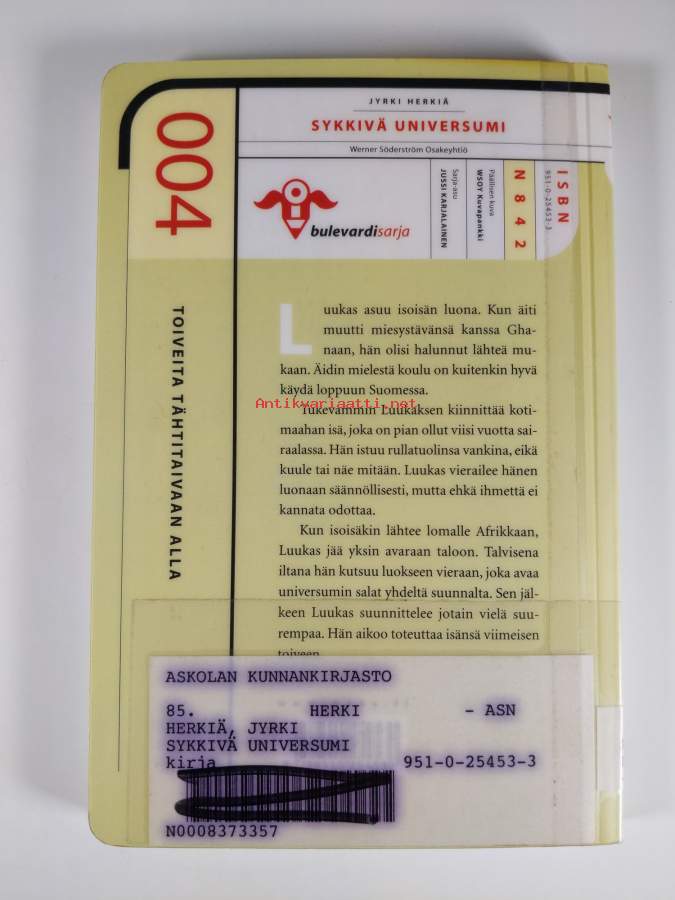 JYRKI HERKIÄ
SYKKIVÄ UNIVERSUMI
Werner Söderström Osakeyhtiö
004
TOIVEITA TÄHTITAIVAAN ALLA
bulevardisarja
Sarja-asu
JUSSI KARJALAINEN
Päällisen kuva
WSOY Kuvapankki
N842
ISBN
951-0-25453-3
Luukas asuu isoisän luona. Kun äiti
muutti miesystävänsä kanssa Gha-
naan, hän olisi halunnut lähteä mu-
kaan. Äidin mielestä koulu on kuitenkin hyvä
käydä loppuun Suomessa.
Antikvariaatti.net
Tukevammin Luukaksen kiinnittää koti-
maahan isä, joka on pian ollut viisi vuotta sai-
raalassa. Hän istuu rullatuolinsa vankina, eikä
kuule tai näe mitään. Luukas vierailee hänen
luonaan säännöllisesti, mutta ehkä ihmettä ei
kannata odottaa.
Kun isoisäkin lähtee lomalle Afrikkaan,
Luukas jää yksin avaraan taloon. Talvisena
iltana hän kutsuu luokseen vieraan, joka avaa
universumin salat yhdeltä suunnalta. Sen jäl-
keen Luukas suunnittelee jotain vielä suu-
rempaa. Hän aikoo toteuttaa isänsä viimeisen
toiveen
ASKOLAN KUNNANKIRJASTO
85. HERKI - ASN
HERKIÄ, JYRKI
SYKKIVÄ UNIVERSUMI
kirja 951-0-25453-3
N0008373357